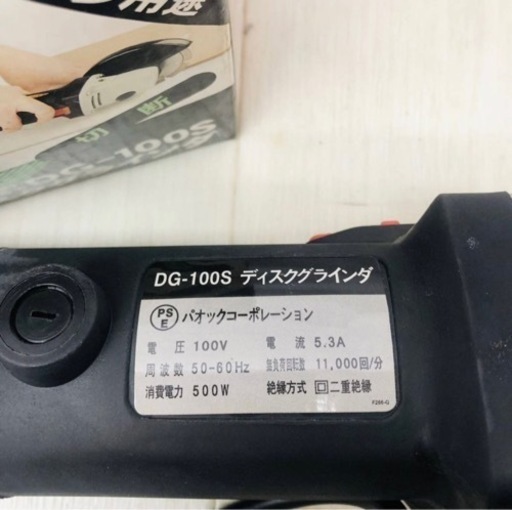 用途
切断
DG-100S
DG-100S ディスクグラインダ
PSE パオックコーポレーション
電圧 100V 電流 5.3A
周波数 50-60Hz 無負荷回転数 11,000回/分
消費電力 500W 絶縁方式 回二重絶縁
F286-G